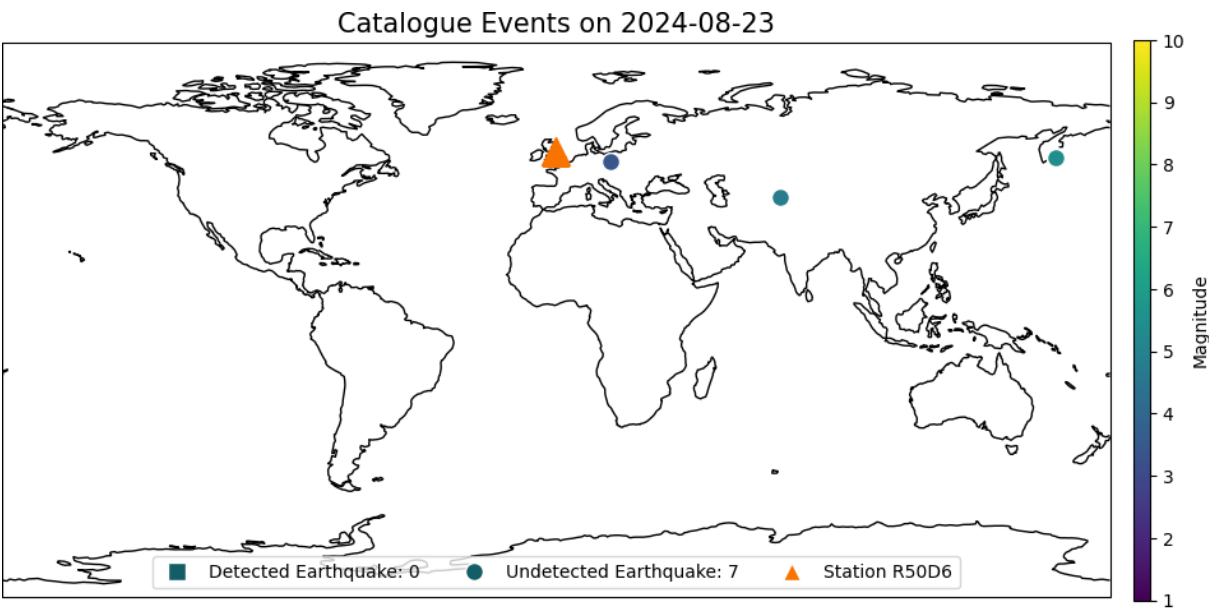 Catalogue Events on 2024-08-23
10
9
8
7
6
5
4
3
2
1
Magnitude
Detected Earthquake: 0
Undetected Earthquake: 7
Station R50D6